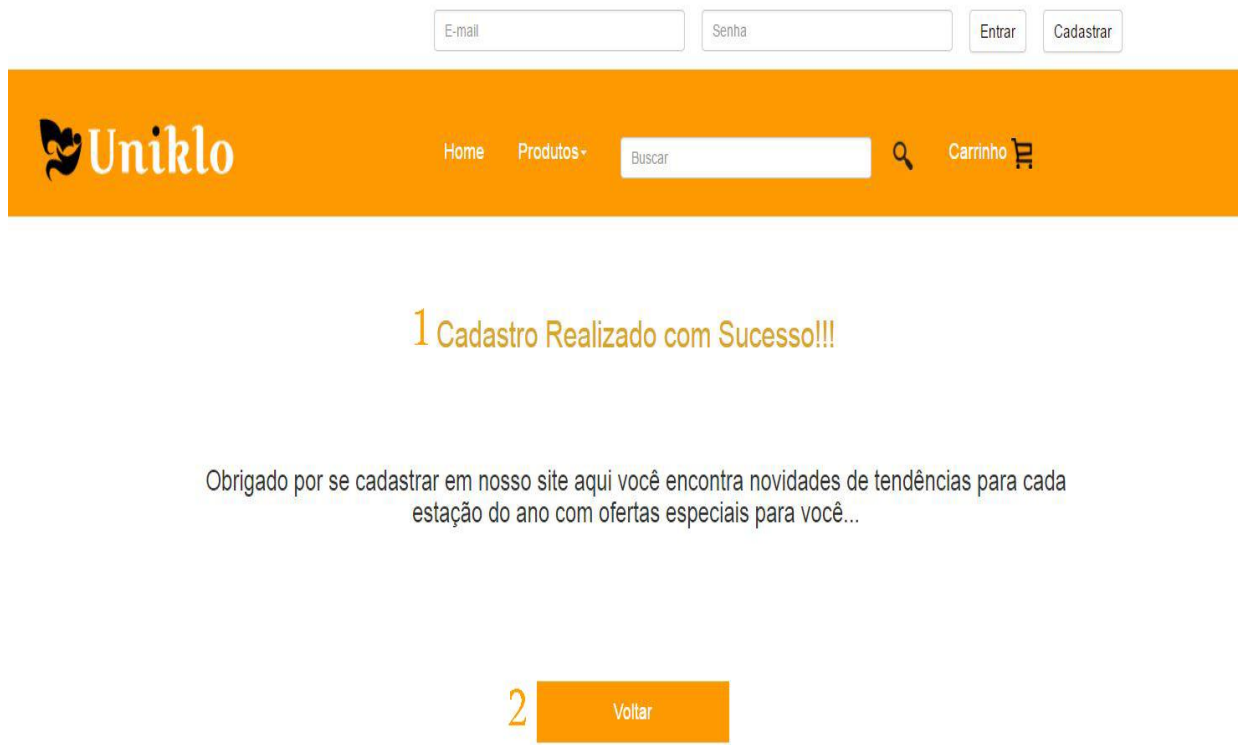 E-mail Senha Entrar Cadastrar
Uniklo Home Produtos Buscar Carrinho
1 Cadastro Realizado com Sucesso!!!
Obrigado por se cadastrar em nosso site aqui você encontra novidades de tendências para cada
estação do ano com ofertas especiais para você...
2 Voltar